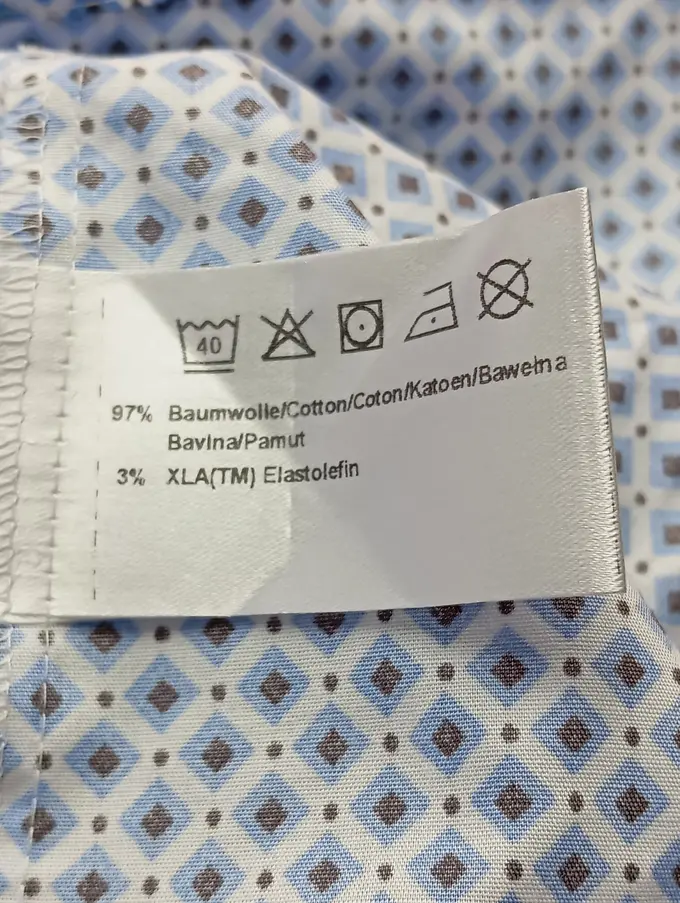 40
97% Baumwolle/Cotton/Coton/Katoen/Bawełna
Bavlna/Pamut
3% XLA(TM) Elastolefin